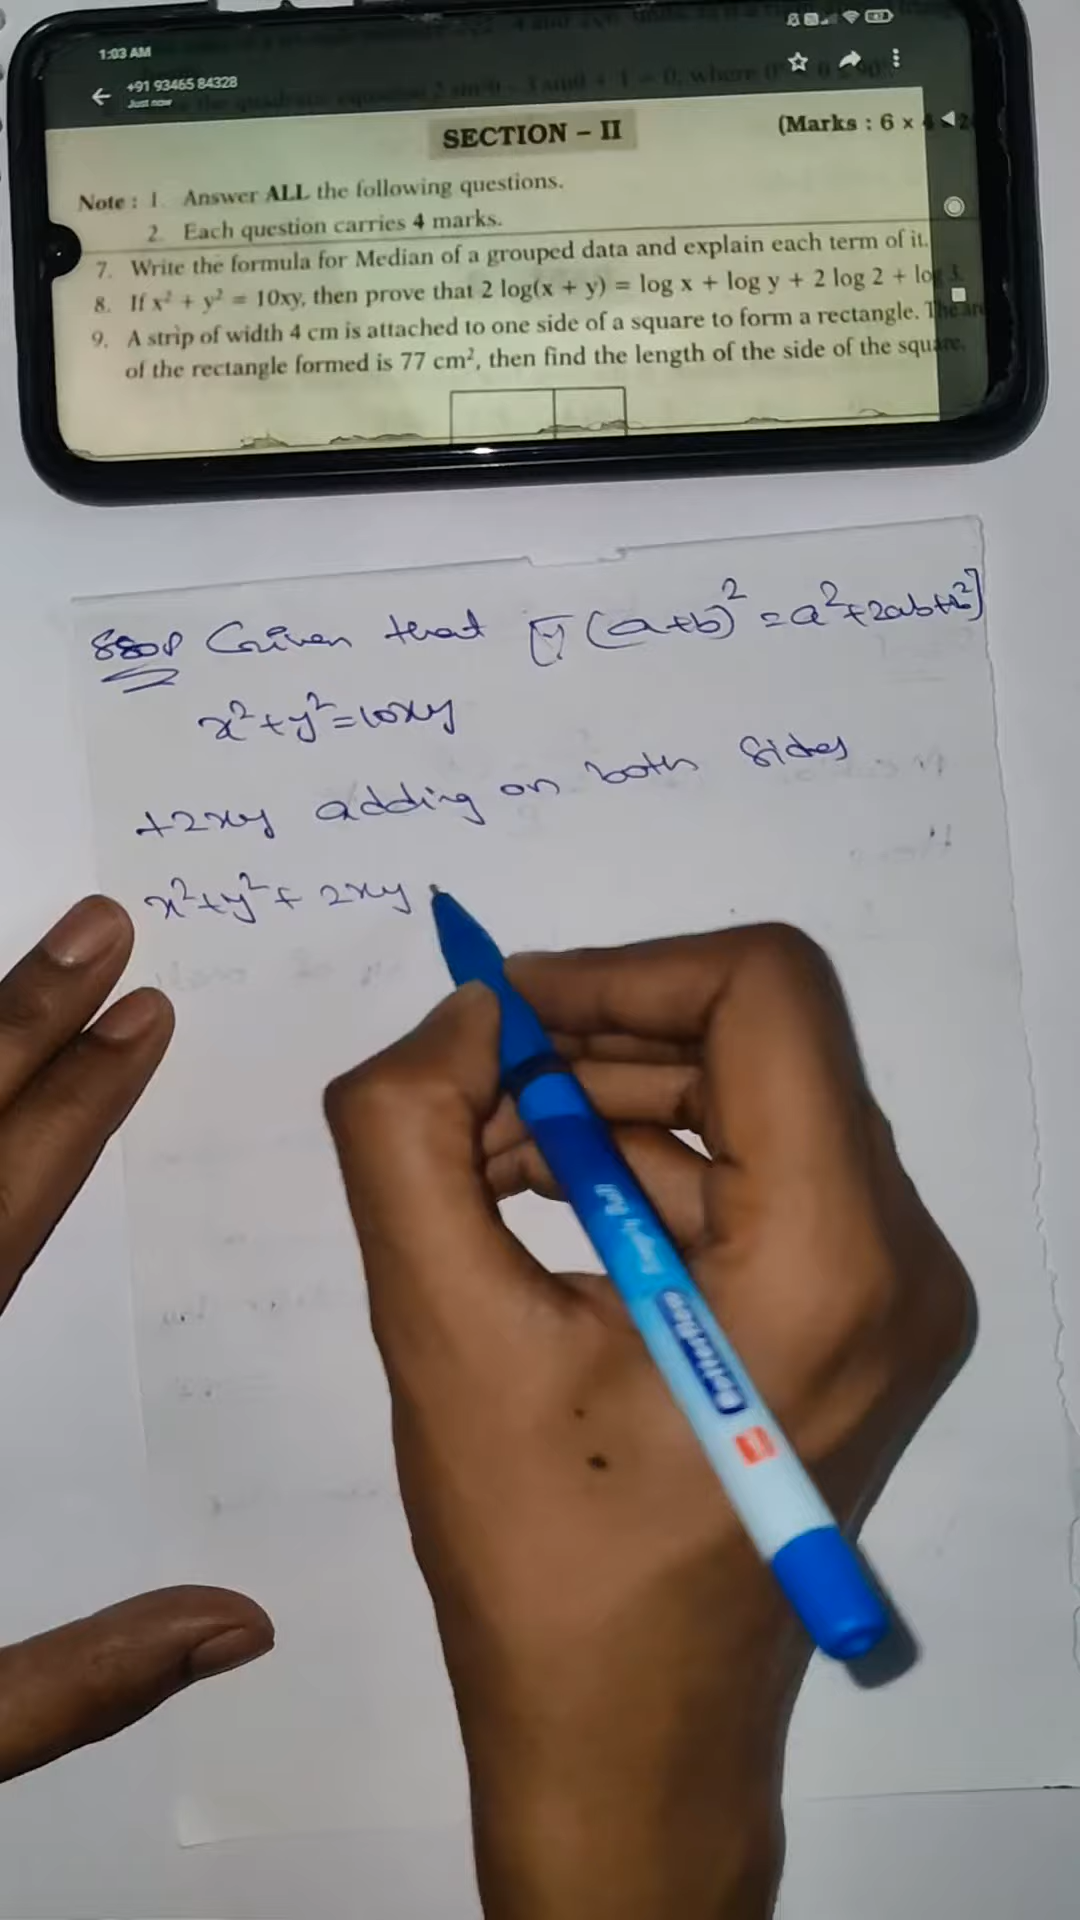 1:03 AM
+91 93465 84328
Just now
SECTION – II
(Marks : 6 ×
Note : 1. Answer ALL the following questions.
2. Each question carries 4 marks.
7. Write the formula for Median of a grouped data and explain each term of it.
8. If x² + y² = 10xy, then prove that 2 log(x + y) = log x + log y + 2 log 2 + log 3.
9. A strip of width 4 cm is attached to one side of a square to form a rectangle. The
of the rectangle formed is 77 cm², then find the length of the side of the square.
Given that [∵ (a+b)² = a²+2ab+b²]
x²+y²=10xy
+2xy adding on both sides
x²+y²+ 2xy
Butterflow